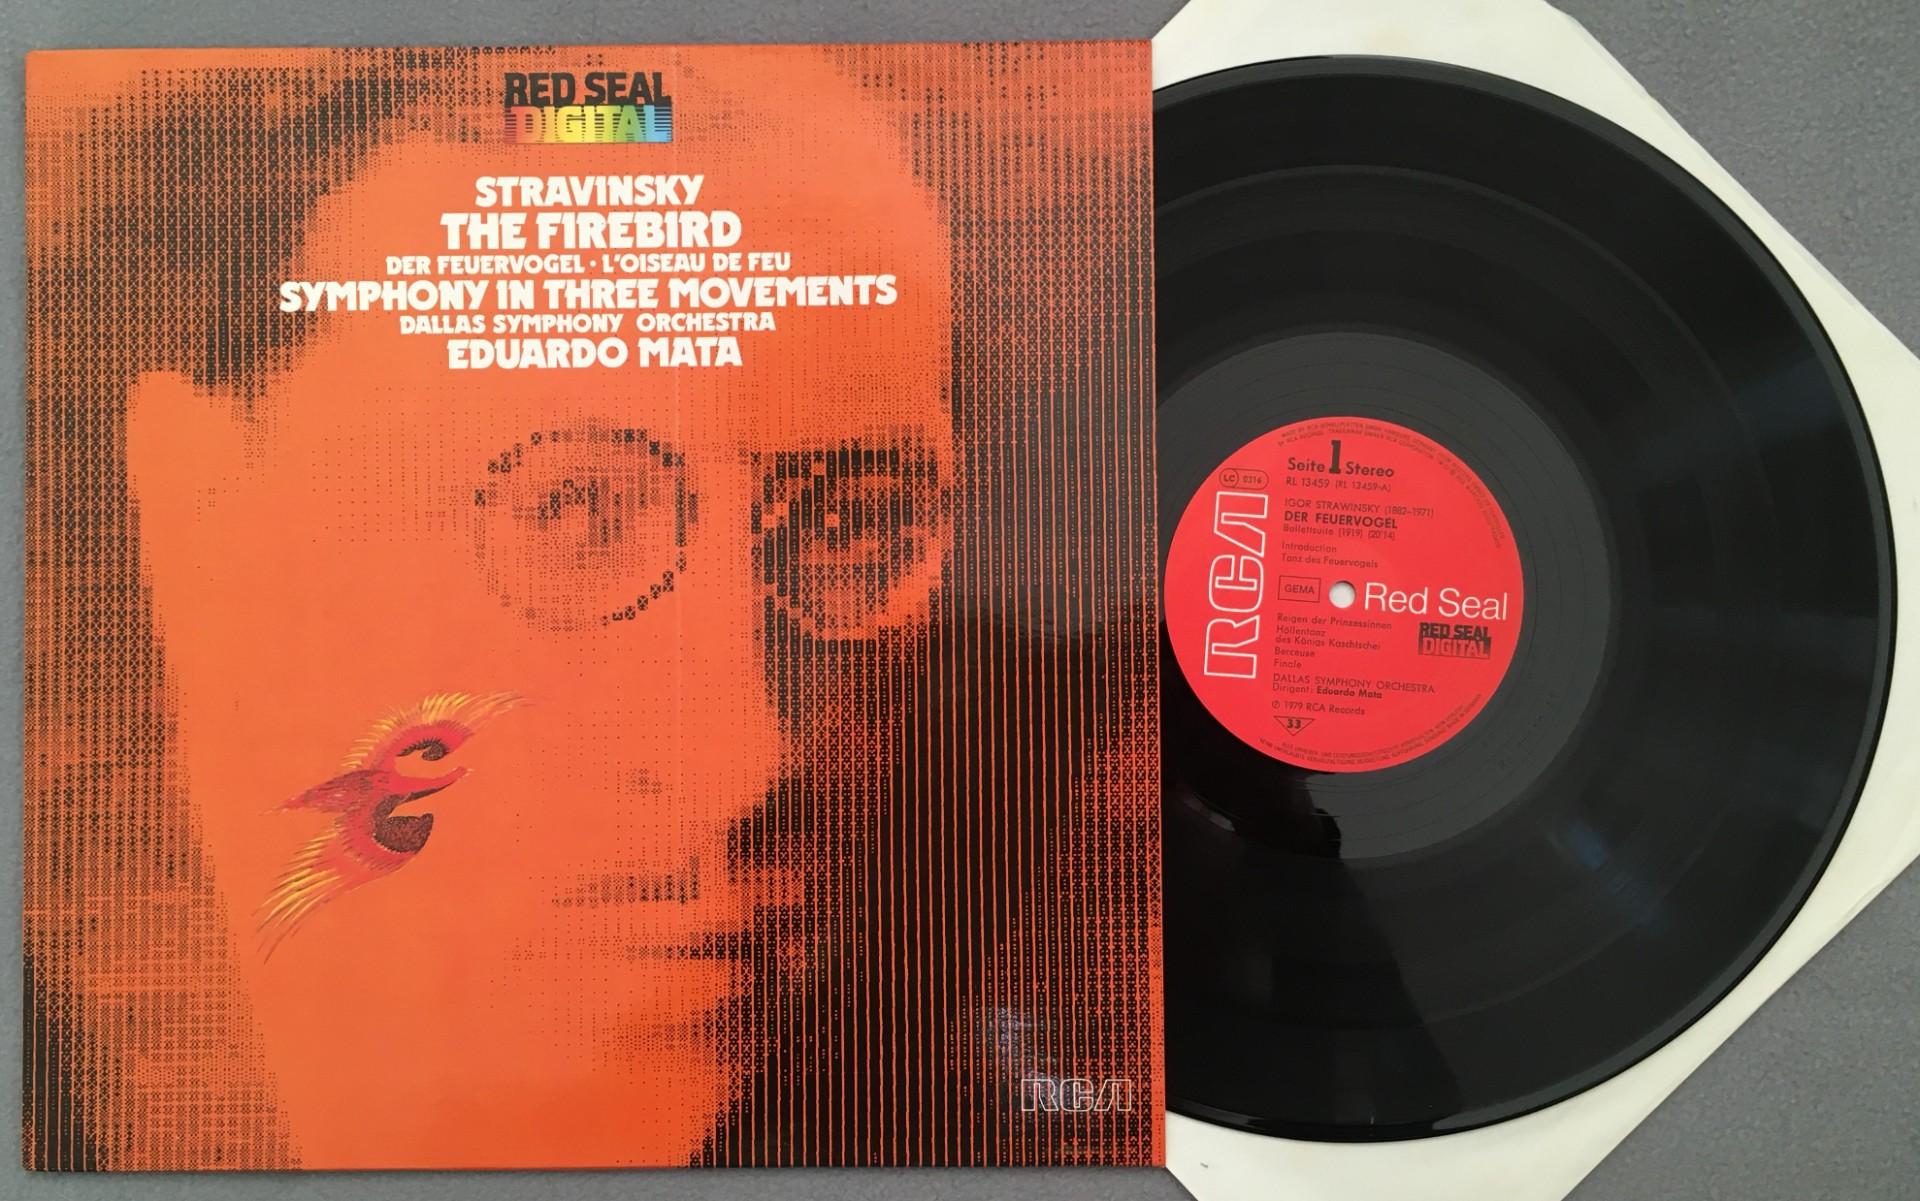 RED SEAL
DIGITAL
STRAVINSKY
THE FIREBIRD
DER FEUERVOGEL · L'OISEAU DE FEU
SYMPHONY IN THREE MOVEMENTS
DALLAS SYMPHONY ORCHESTRA
EDUARDO MATA
RCA
Seite 1 Stereo
RL 13459 (RL 13459-A)
LC 0316
IGOR STRAWINSKY (1882–1971)
DER FEUERVOGEL
Ballettsuite (1919) (20'14)
Introduction
Tanz des Feuervogels
GEMA
Red Seal
RCA
Reigen der Prinzessinnen
Höllentanz
des Königs Kaschtschei
Berceuse
Finale
RED SEAL
DIGITAL
DALLAS SYMPHONY ORCHESTRA
Dirigent: Eduardo Mata
℗ 1979 RCA Records
33